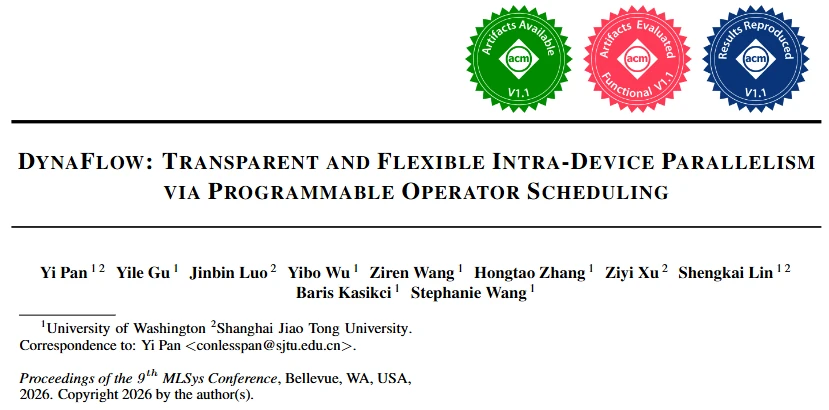 Artifacts Available
acm
V1.1
Artifacts Evaluated
acm
Functional V1.1
Results Reproduced
acm
V1.1
DYNAFLOW: TRANSPARENT AND FLEXIBLE INTRA-DEVICE PARALLELISM
VIA PROGRAMMABLE OPERATOR SCHEDULING
Yi Pan 1 2 Yile Gu 1 Jinbin Luo 2 Yibo Wu 1 Ziren Wang 1 Hongtao Zhang 1 Ziyi Xu 2 Shengkai Lin 1 2
Baris Kasikci 1 Stephanie Wang 1
1University of Washington 2Shanghai Jiao Tong University.
Correspondence to: Yi Pan <conlesspan@sjtu.edu.cn>.
Proceedings of the 9th MLSys Conference, Bellevue, WA, USA,
2026. Copyright 2026 by the author(s).